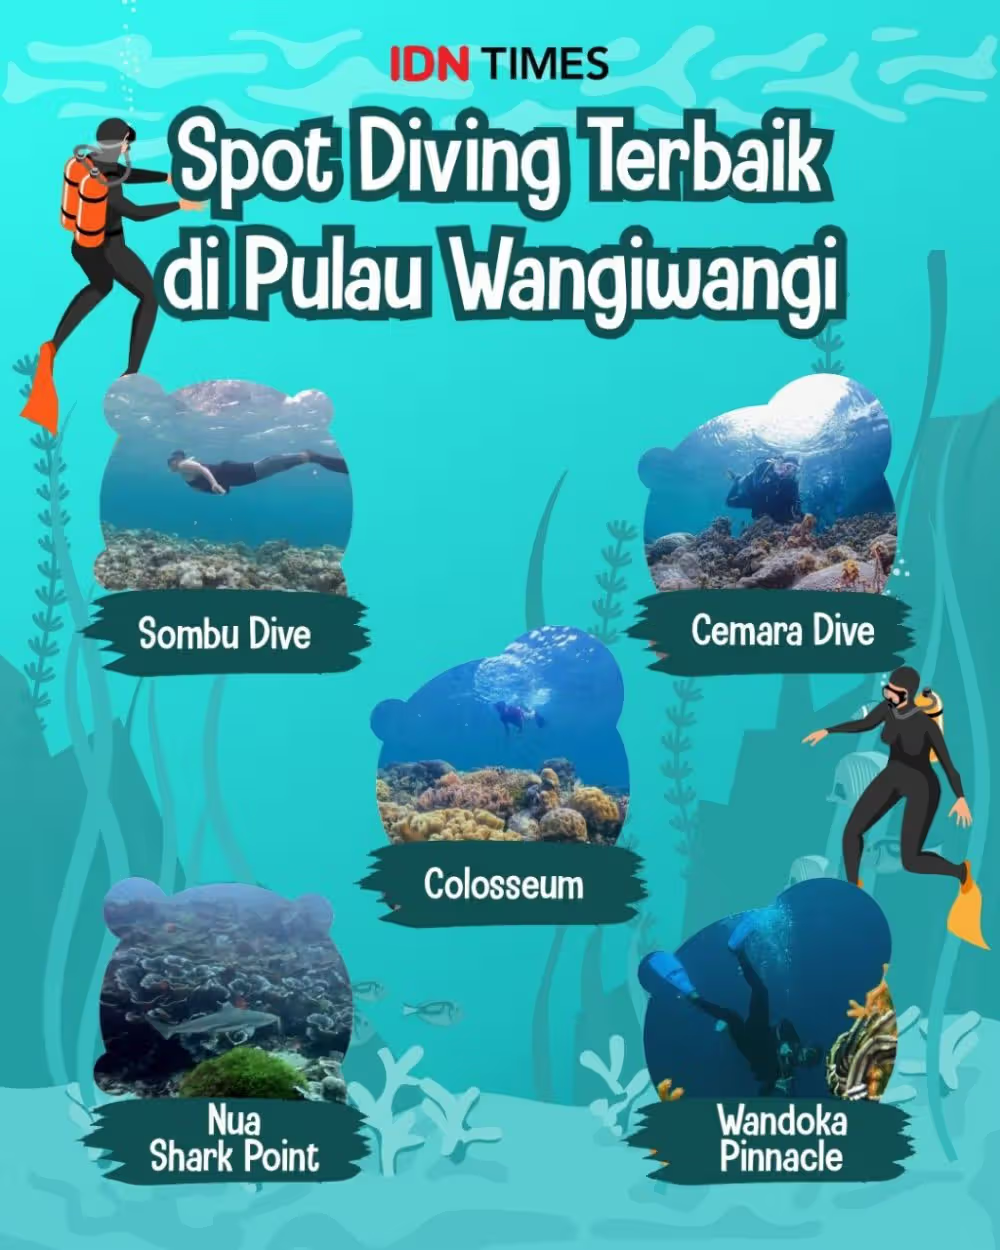 IDN TIMES
Spot Diving Terbaik
di Pulau Wangiwangi
Sombu Dive
Cemara Dive
Colosseum
Nua
Shark Point
Wandoka
Pinnacle